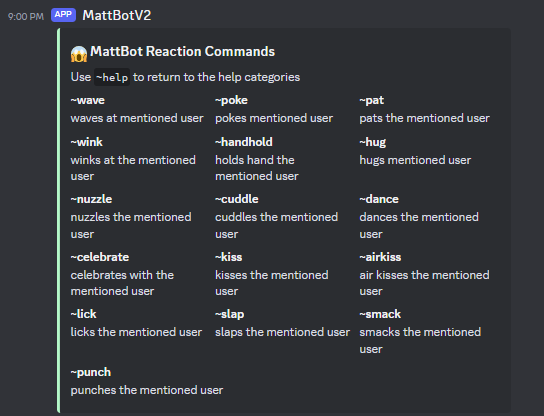 9:00 PM APP MattBotV2
😱 MattBot Reaction Commands
Use ~help to return to the help categories
~wave ~poke ~pat
waves at mentioned user pokes mentioned user pats the mentioned user
~wink ~handhold ~hug
winks at the mentioned holds hand the hugs mentioned user
user mentioned user
~nuzzle ~cuddle ~dance
nuzzles the mentioned cuddles the mentioned dances the mentioned
user user user
~celebrate ~kiss ~airkiss
celebrates with the kisses the mentioned air kisses the mentioned
mentioned user user user
~lick ~slap ~smack
licks the mentioned user slaps the mentioned user smacks the mentioned
user
~punch
punches the mentioned user